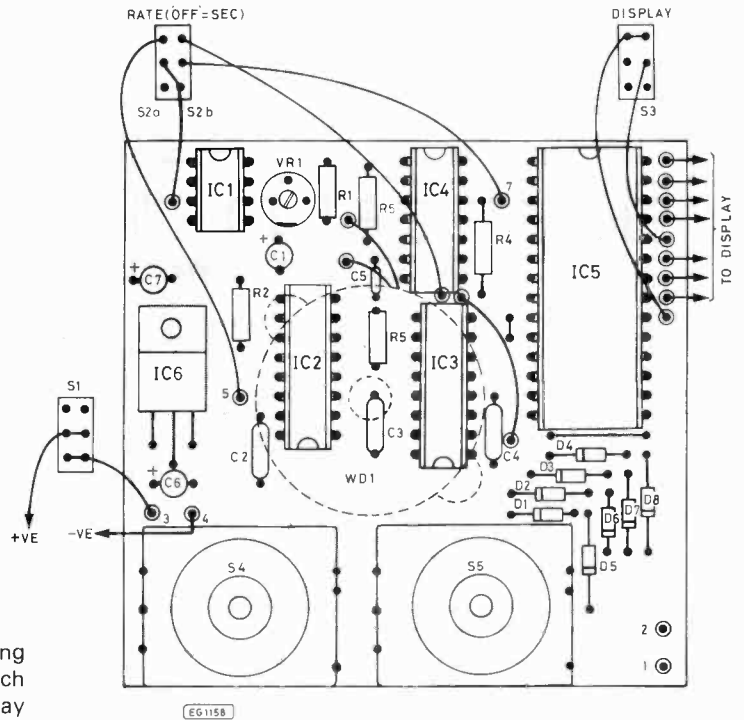 RATE(OFF=SEC)
DISPLAY
S2a
S2b
S3
IC1
VR1
R1
R5
IC4
7
R4
IC5
TO DISPLAY
+
C1
+
C7
R2
C5
S1
IC6
IC2
R5
IC3
5
C3
C2
C4
WD1
D4
D3
+
C6
D2
D1
D6
D7
D8
3
4
D5
+VE
-VE
S4
S5
2
1
ing
ch
ay
EG1158